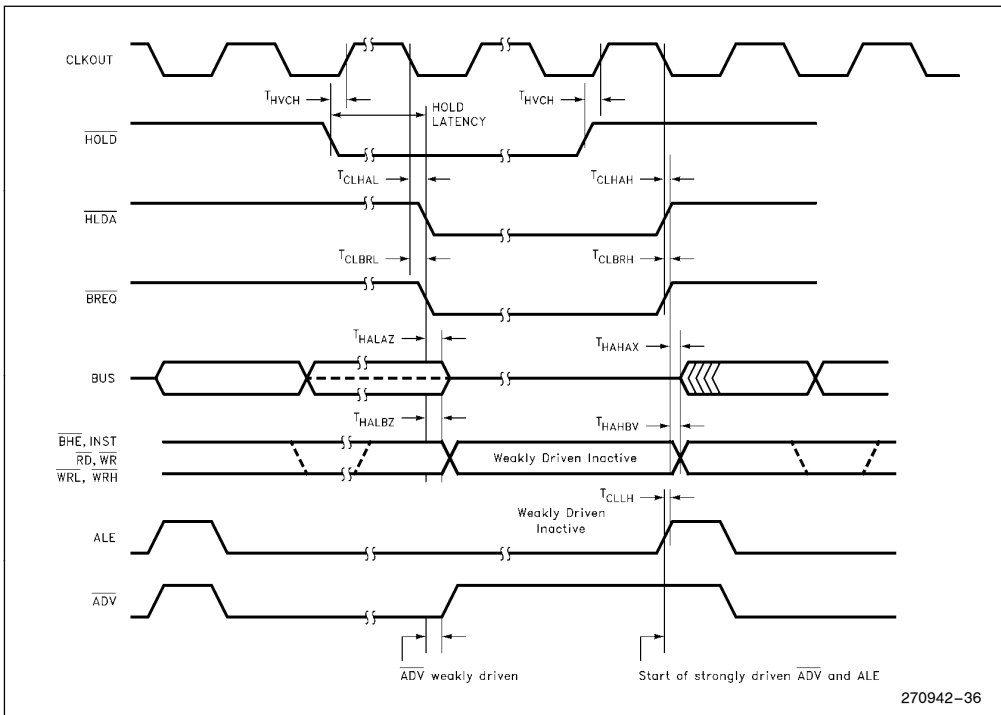 CLKOUT
T_HVCH
HOLD LATENCY
T_HVCH
HOLD
T_CLHAL
T_CLHAH
HLDA
T_CLBRL
T_CLBRH
BREQ
T_HALAZ
T_HAHAX
BUS
T_HALBZ
T_HAHBV
BHE, INST
RD, WR
WRL, WRH
Weakly Driven Inactive
T_CLLH
Weakly Driven
Inactive
ALE
ADV
ADV weakly driven
Start of strongly driven ADV and ALE
270942-36